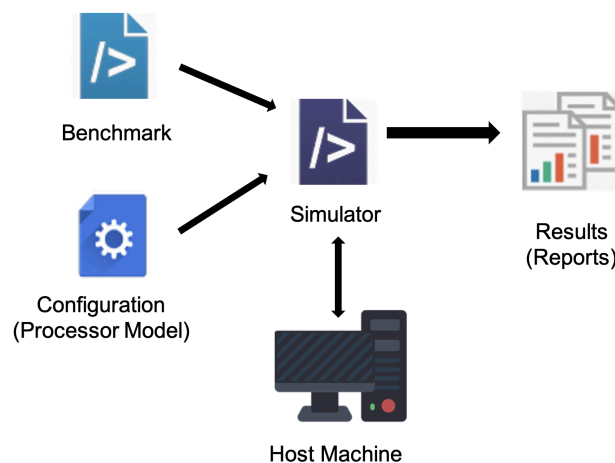 />
Benchmark
/>
Simulator
Results
(Reports)
Configuration
(Processor Model)
Host Machine